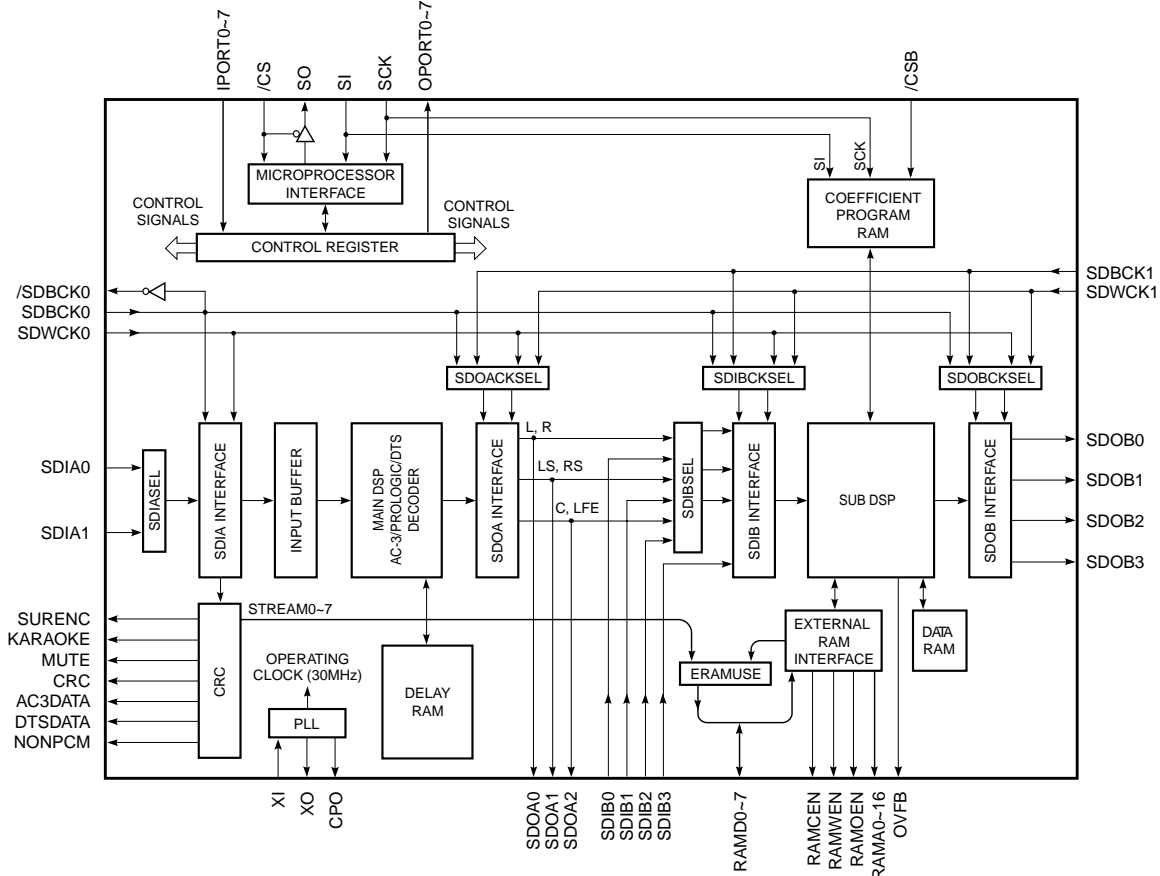 IPORT0~7
/CS
SO
SI
SCK
OPORT0~7
/CSB
SI
SCK
MICROPROCESSOR
INTERFACE
COEFFICIENT
PROGRAM
RAM
CONTROL
SIGNALS
CONTROL
SIGNALS
CONTROL REGISTER
/SDBCK0
SDBCK0
SDWCK0
SDBCK1
SDWCK1
SDOACKSEL
SDIBCKSEL
SDOBCKSEL
SDIA0
SDIA1
SDIASEL
SDIA INTERFACE
INPUT BUFFER
MAIN DSP
AC-3/PROLOGIC/DTS
DECODER
SDOA INTERFACE
L, R
LS, RS
C, LFE
SDIBSEL
SDIB INTERFACE
SUB DSP
SDOB INTERFACE
SDOB0
SDOB1
SDOB2
SDOB3
SURENC
KARAOKE
MUTE
CRC
AC3DATA
DTSDATA
NONPCM
CRC
STREAM0~7
OPERATING
CLOCK (30MHz)
PLL
DELAY
RAM
ERAMUSE
EXTERNAL
RAM
INTERFACE
DATA
RAM
XI
XO
CPO
SDOA0
SDOA1
SDOA2
SDIB0
SDIB1
SDIB2
SDIB3
RAMD0~7
RAMCEN
RAMWEN
RAMOEN
RAMA0~16
OVFB